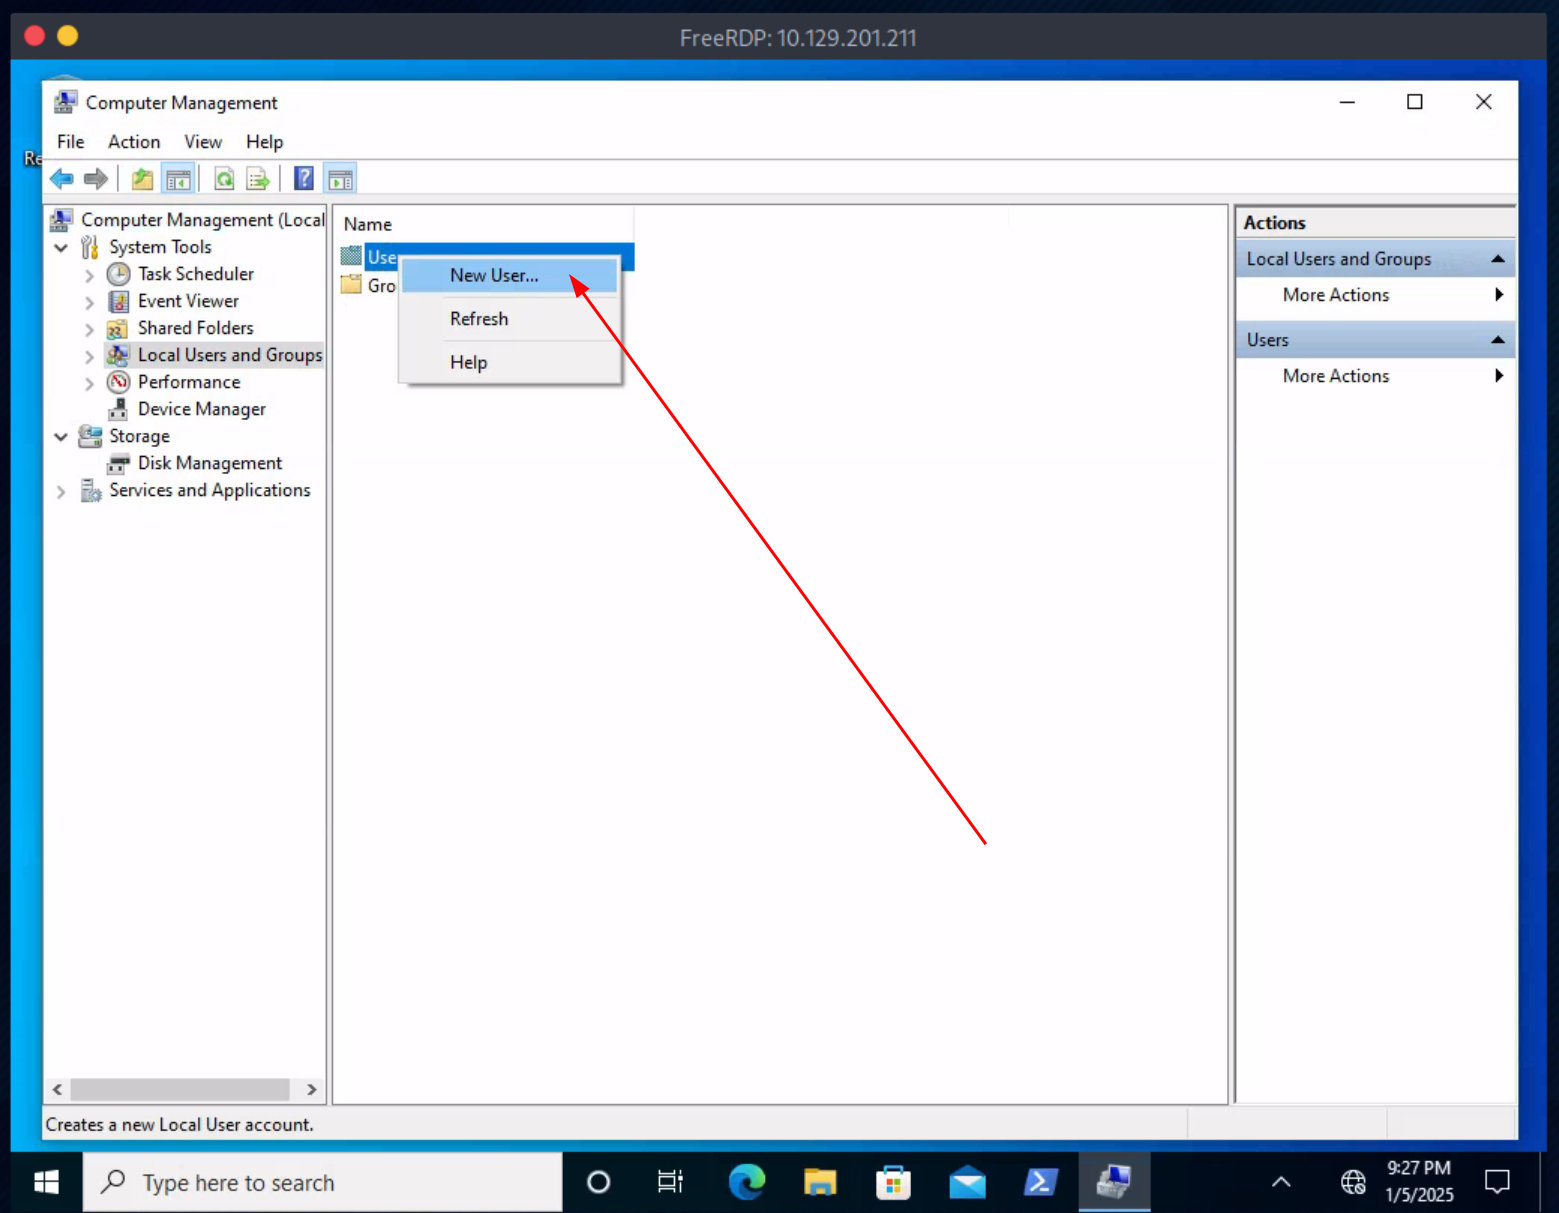 FreeRDP: 10.129.201.211
Computer Management
File Action View Help
Re
Computer Management (Local
System Tools
Task Scheduler
Event Viewer
Shared Folders
Local Users and Groups
Performance
Device Manager
Storage
Disk Management
Services and Applications
Name
Use
Gro
New User...
Refresh
Help
Actions
Local Users and Groups
More Actions
Users
More Actions
Creates a new Local User account.
Type here to search
9:27 PM
1/5/2025